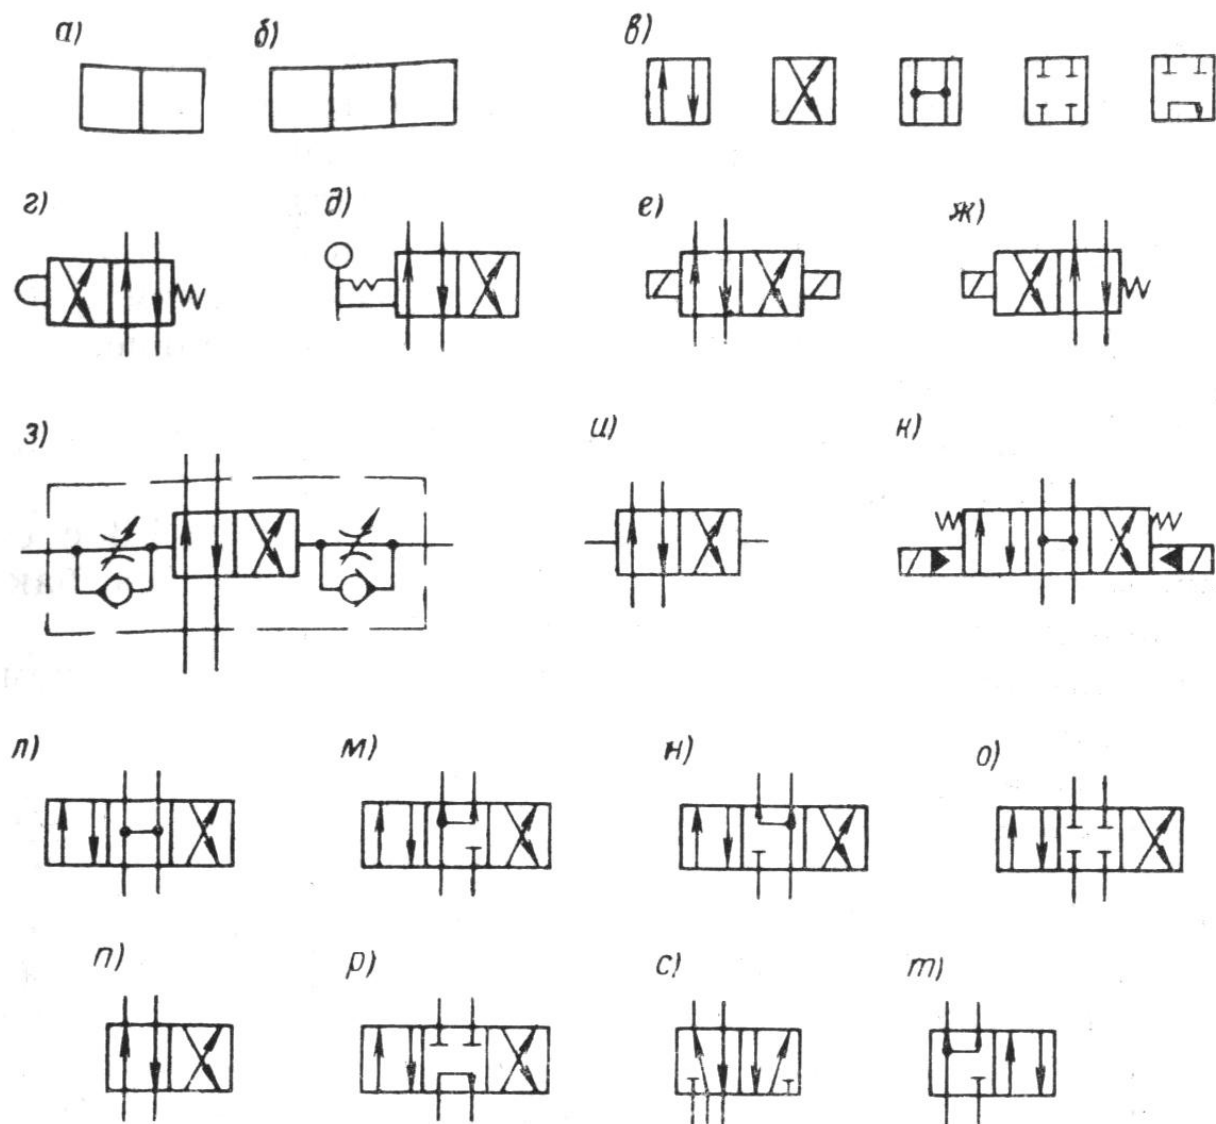 а) б) в)
г) д) е) ж)
з) и) к)
л) м) н) о)
п) р) с) т)